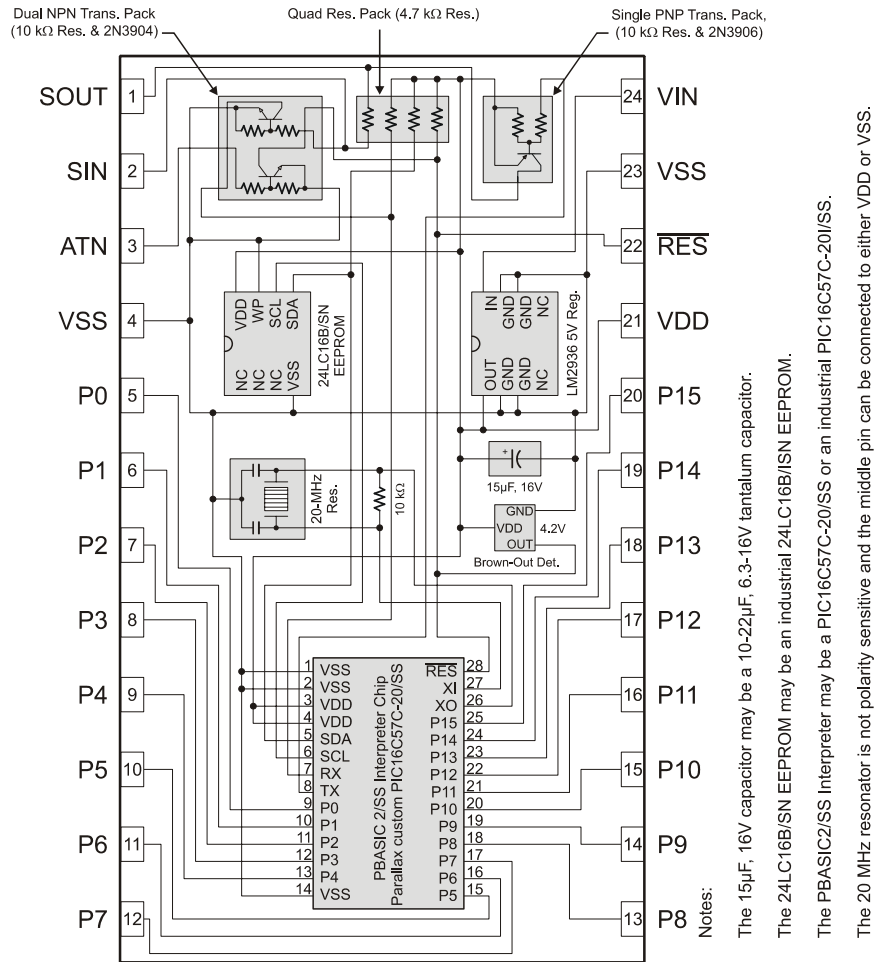 Dual NPN Trans. Pack
(10 kΩ Res. & 2N3904)
Quad Res. Pack (4.7 kΩ Res.)
Single PNP Trans. Pack,
(10 kΩ Res. & 2N3906)
SOUT 1
SIN 2
ATN 3
VSS 4
P0 5
P1 6
P2 7
P3 8
P4 9
P5 10
P6 11
P7 12
24 VIN
23 VSS
22 RES
21 VDD
20 P15
19 P14
18 P13
17 P12
16 P11
15 P10
14 P9
13 P8
VDD
WP
SCL
SDA
NC
NC
NC
VSS
24LC16B/SN
EEPROM
IN
GND
GND
NC
OUT
GND
GND
NC
LM2936 5V Reg.
20-MHz
Res.
10 kΩ
+
15µF, 16V
GND
VDD
OUT
4.2V
Brown-Out Det.
1 VSS
2 VSS
3 VDD
4 VDD
5 SDA
6 SCL
7 RX
8 TX
9 P0
10 P1
11 P2
12 P3
13 P4
14 VSS
PBASIC 2/SS Interpreter Chip
Parallax custom PIC16C57C-20/SS
RES 28
XI 27
XO 26
P15 25
P14 24
P13 23
P12 22
P11 21
P10 20
P9 19
P8 18
P7 17
P6 16
P5 15
Notes:
The 15µF, 16V capacitor may be a 10-22µF, 6.3-16V tantalum capacitor.
The 24LC16B/SN EEPROM may be an industrial 24LC16B/ISN EEPROM.
The PBASIC2/SS Interpreter may be a PIC16C57C-20/SS or an industrial PIC16C57C-20I/SS.
The 20 MHz resonator is not polarity sensitive and the middle pin can be connected to either VDD or VSS.